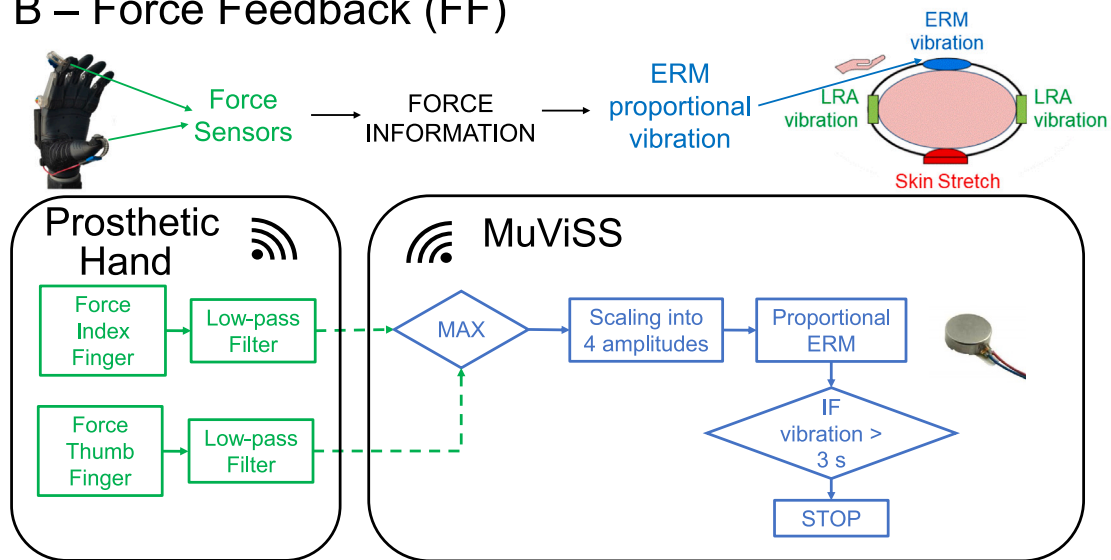 B – Force Feedback (FF)
Force
Sensors
FORCE
INFORMATION
ERM
proportional
vibration
ERM
vibration
LRA
vibration
LRA
vibration
Skin Stretch
Prosthetic
Hand
Force
Index
Finger
Low-pass
Filter
Force
Thumb
Finger
Low-pass
Filter
MuViSS
MAX
Scaling into
4 amplitudes
Proportional
ERM
IF
vibration >
3 s
STOP